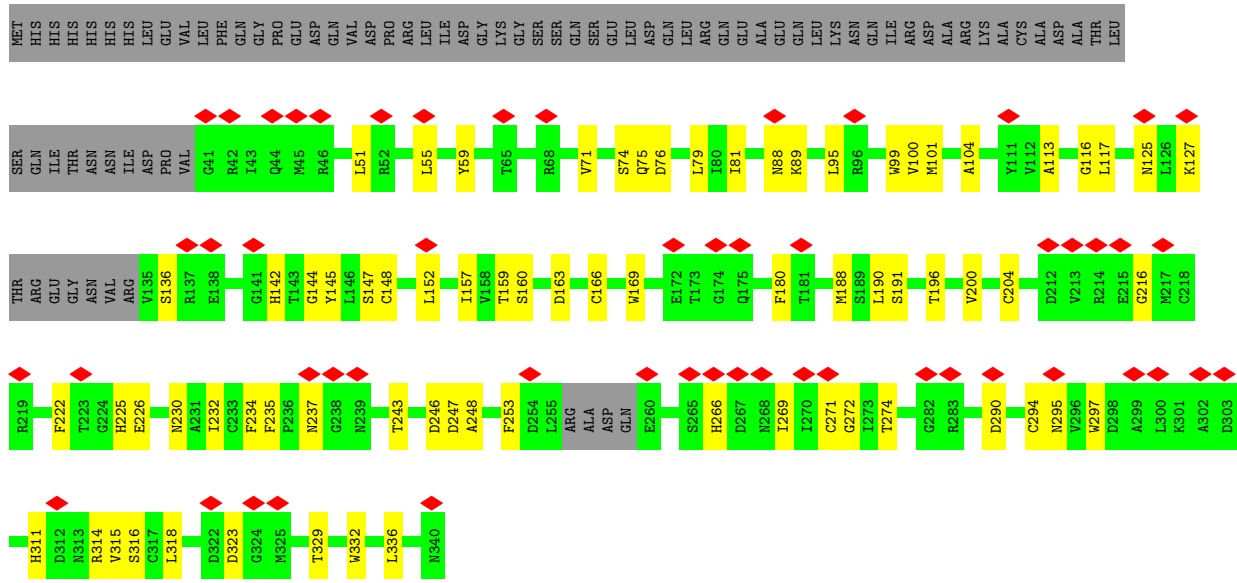 MET HIS HIS HIS HIS HIS HIS LEU GLU VAL LEU PHE GLN GLY PRO GLU ASP GLN VAL ASP PRO ARG LEU ILE ASP GLY LYS GLY SER SER GLN SER GLU LEU ASP GLN LEU ARG GLN GLU ALA GLU GLN LEU LYS ASN GLN ILE ARG ASP ALA ARG LYS ALA CYS ALA ASP ALA THR LEU
SER GLN ILE THR ASN ASN ILE ASP PRO VAL G41 R42 I43 Q44 M45 R46 L51 R52 L55 Y59 T65 R68 V71 S74 Q75 D76 L79 I80 I81 N88 K89 L95 R96 W99 V100 M101 A104 Y111 V112 A113 G116 L117 N125 L126 K127
THR ARG GLU GLY ASN VAL ARG V135 S136 R137 E138 G141 H142 T143 G144 Y145 L146 S147 C148 L152 I157 V158 T159 S160 D163 C166 W169 E172 T173 G174 Q175 F180 T181 M188 S189 L190 S191 T196 V200 C204 D212 V213 R214 E215 G216 M217 C218
R219 F222 T223 G224 H225 E226 N230 A231 I232 C233 F234 F235 P236 N237 G238 N239 T243 D246 D247 A248 F253 D254 L255 ARG ALA ASP GLN E260 S265 H266 D267 N268 I269 I270 C271 G272 I273 T274 G282 R283 D290 C294 N295 V296 W297 D298 A299 L300 K301 A302 D303
H311 D312 N313 R314 V315 S316 C317 L318 D322 D323 G324 M325 T329 W332 L336 N340